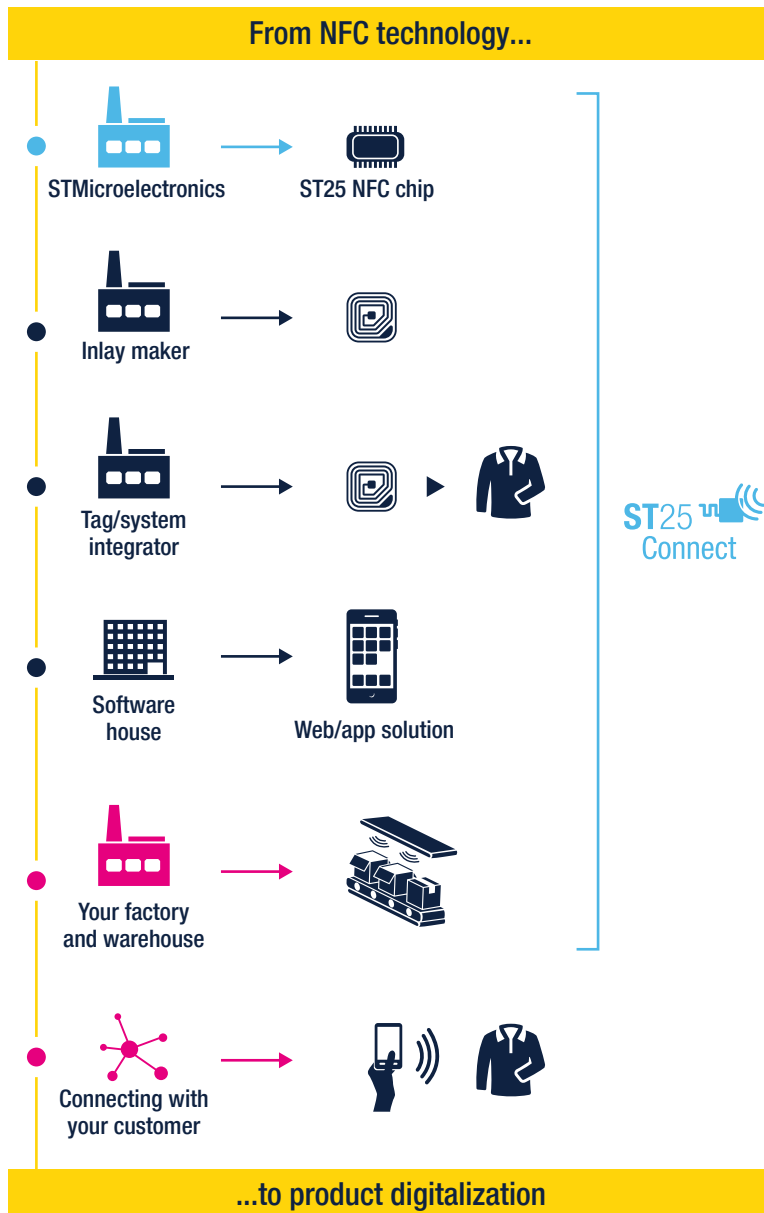 From NFC technology...
STMicroelectronics
ST25 NFC chip
Inlay maker
Tag/system
integrator
ST25
Connect
Software
house
Web/app solution
Your factory
and warehouse
Connecting with
your customer
...to product digitalization